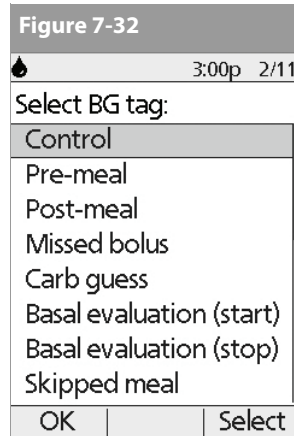 Figure 7-32
3:00p 2/11
Select BG tag:
Control
Pre-meal
Post-meal
Missed bolus
Carb guess
Basal evaluation (start)
Basal evaluation (stop)
Skipped meal
OK Select